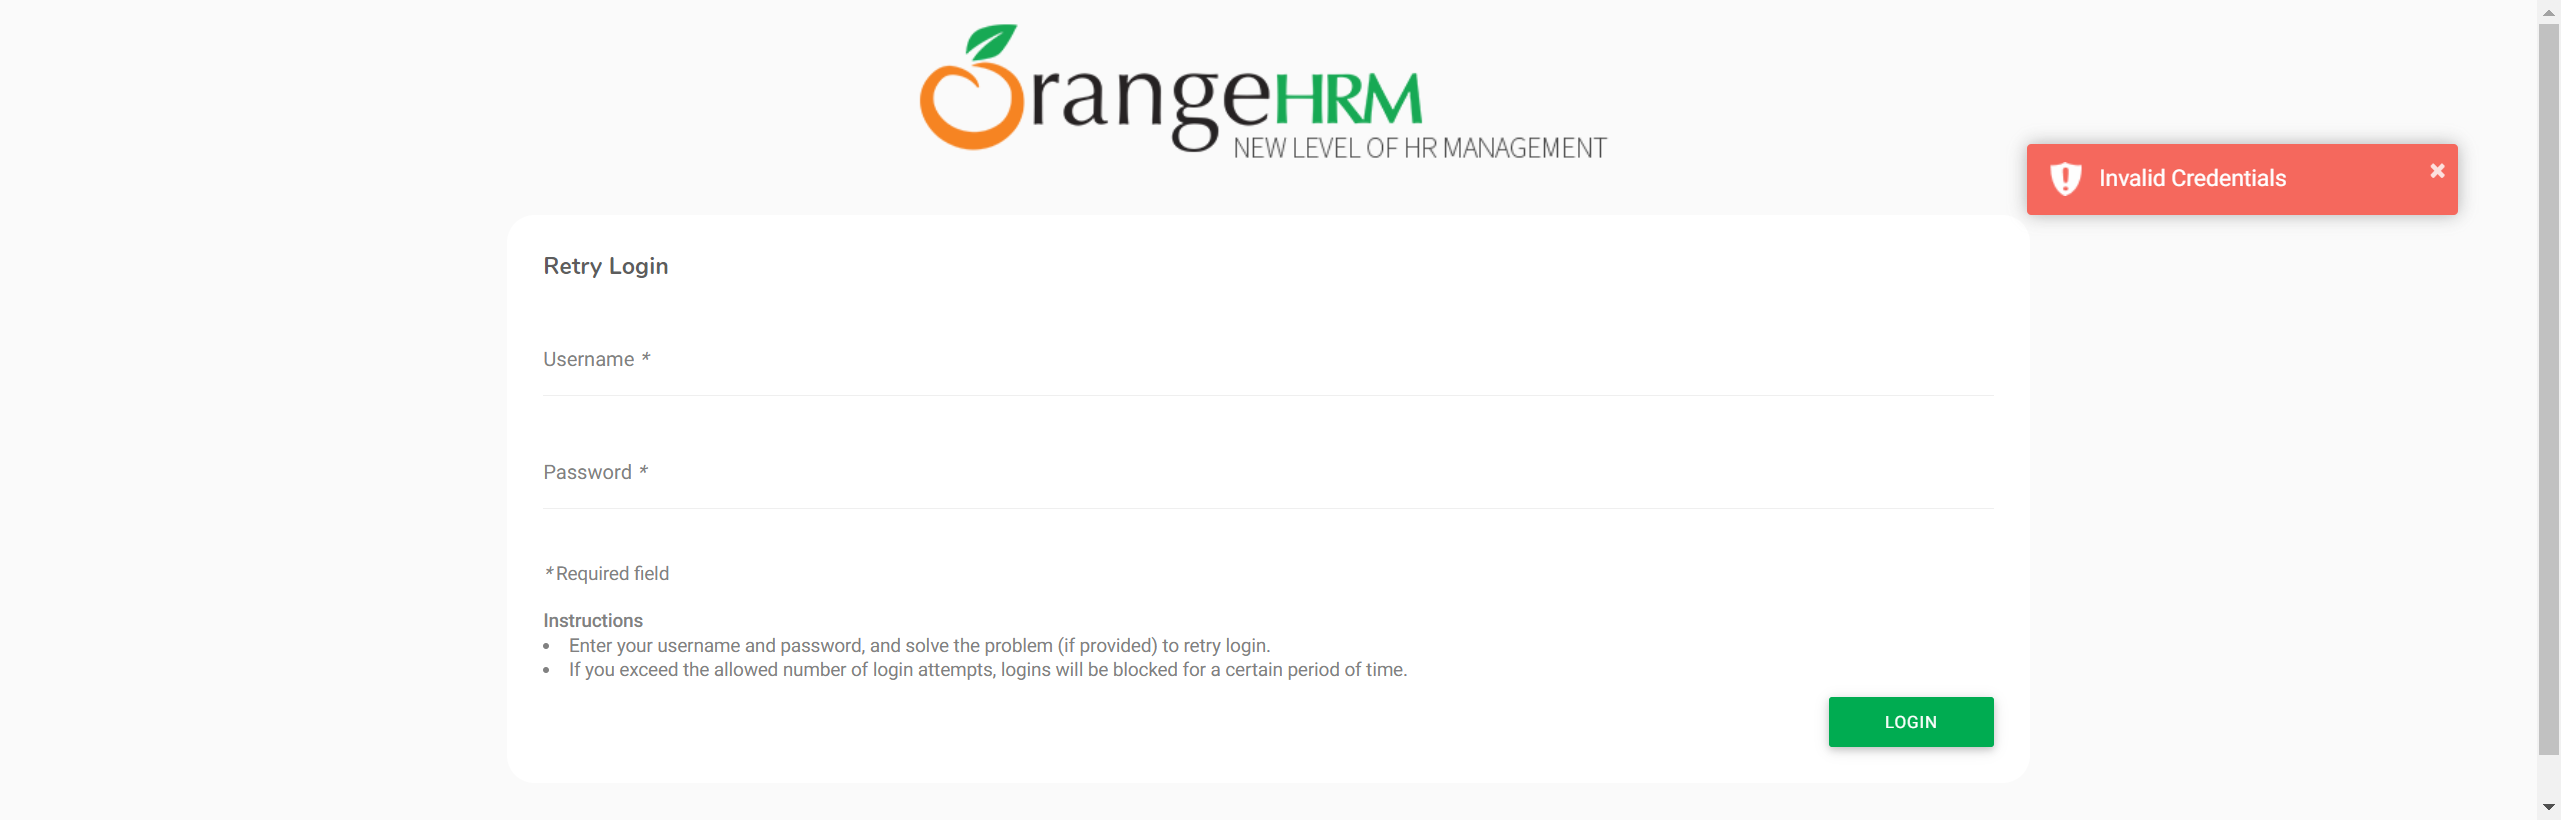 OrangeHRM
NEW LEVEL OF HR MANAGEMENT
Invalid Credentials
Retry Login
Username *
Password *
*Required field
Instructions
• Enter your username and password, and solve the problem (if provided) to retry login.
• If you exceed the allowed number of login attempts, logins will be blocked for a certain period of time.
LOGIN